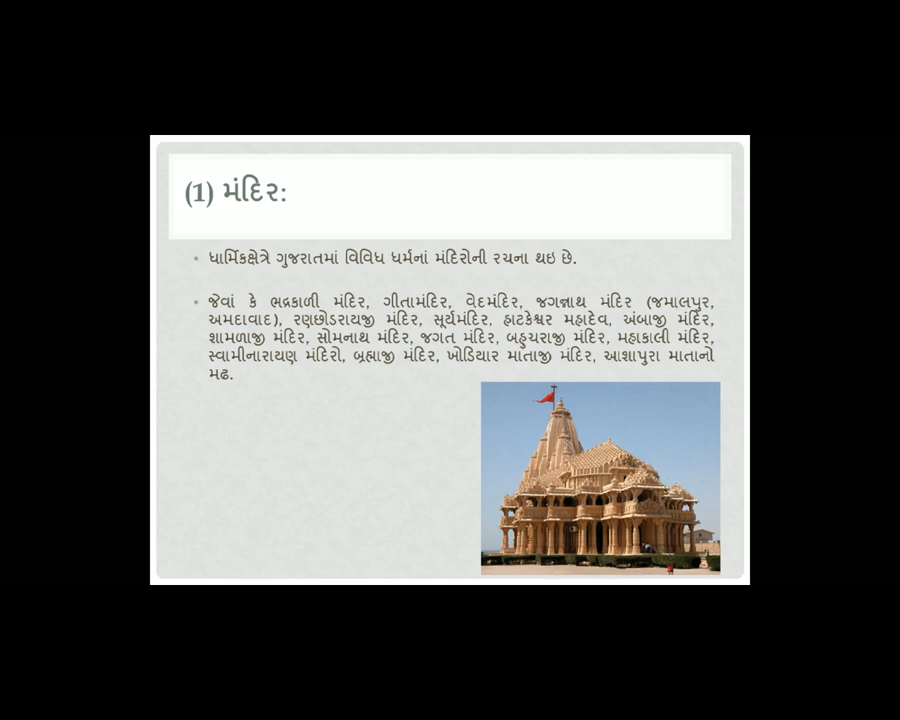 (1) મંદિર:
• ધાર્મિકક્ષેત્રે ગુજરાતમાં વિવિધ ધર્મનાં મંદિરોની રચના થઇ છે.
• જેવાં કે ભદ્રકાળી મંદિર, ગીતામંદિર, વેદમંદિર, જગન્નાથ મંદિર (જમાલપુર,
અમદાવાદ), રણછોડરાયજી મંદિર, સૂર્યમંદિર, હાટકેશ્વર મહાદેવ, અંબાજી મંદિર,
શામળાજી મંદિર, સોમનાથ મંદિર, જગત મંદિર, બહુચરાજી મંદિર, મહાકાલી મંદિર,
સ્વામીનારાયણ મંદિરો, બ્રહ્માજી મંદિર, ખોડિયાર માતાજી મંદિર, આશાપુરા માતાનો
મઢ.